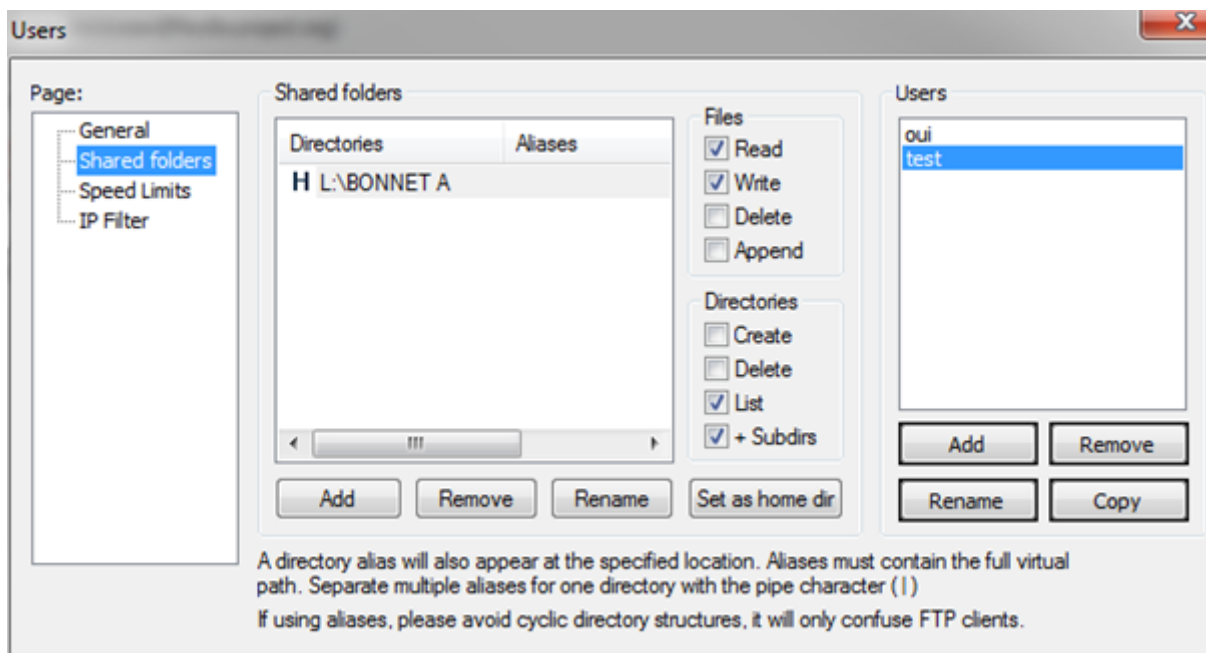 Users
Page:
General
Shared folders
Speed Limits
IP Filter
Shared folders
Directories Aliases
H L:\BONNET A
Files
Read
Write
Delete
Append
Directories
Create
Delete
List
+ Subdirs
Add Remove Rename Set as home dir
Users
oui
test
Add Remove
Rename Copy
A directory alias will also appear at the specified location. Aliases must contain the full virtual
path. Separate multiple aliases for one directory with the pipe character (|)
If using aliases, please avoid cyclic directory structures, it will only confuse FTP clients.